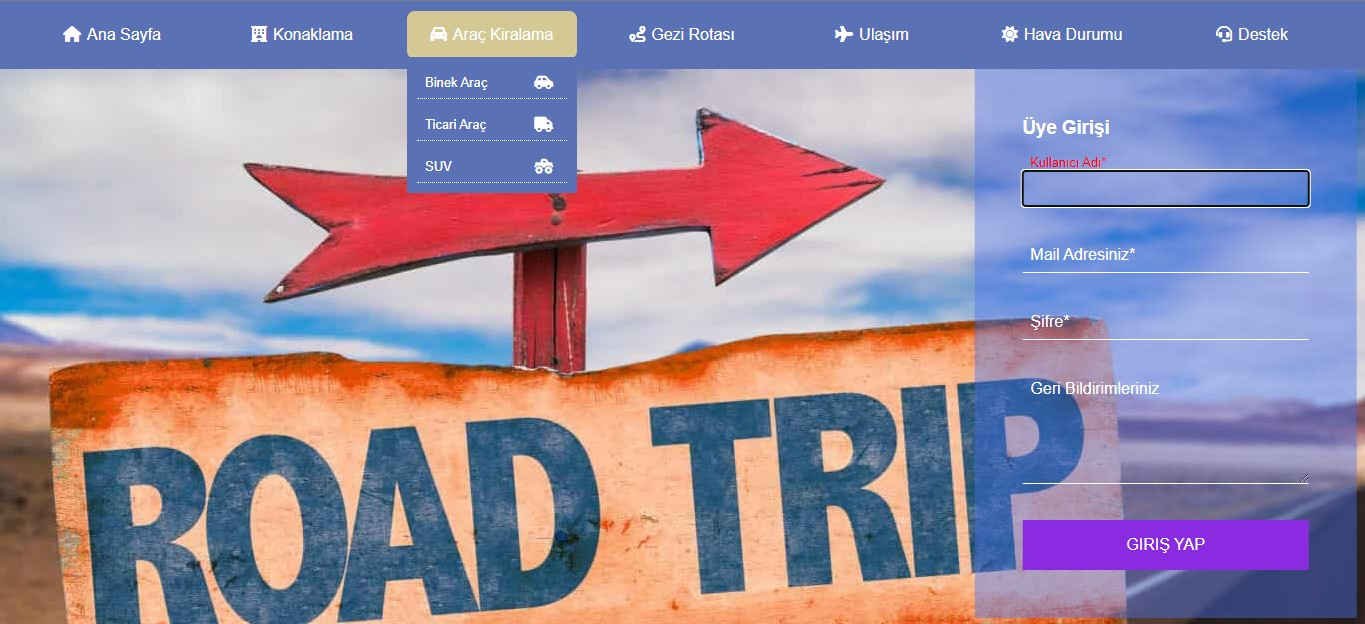 Ana Sayfa
Konaklama
Araç Kiralama
Gezi Rotası
Ulaşım
Hava Durumu
Destek
Binek Araç
Ticari Araç
SUV
Üye Girişi
Kullanıcı Adı*
Mail Adresiniz*
Şifre*
Geri Bildirimleriniz
GIRIŞ YAP
ROAD TRIP